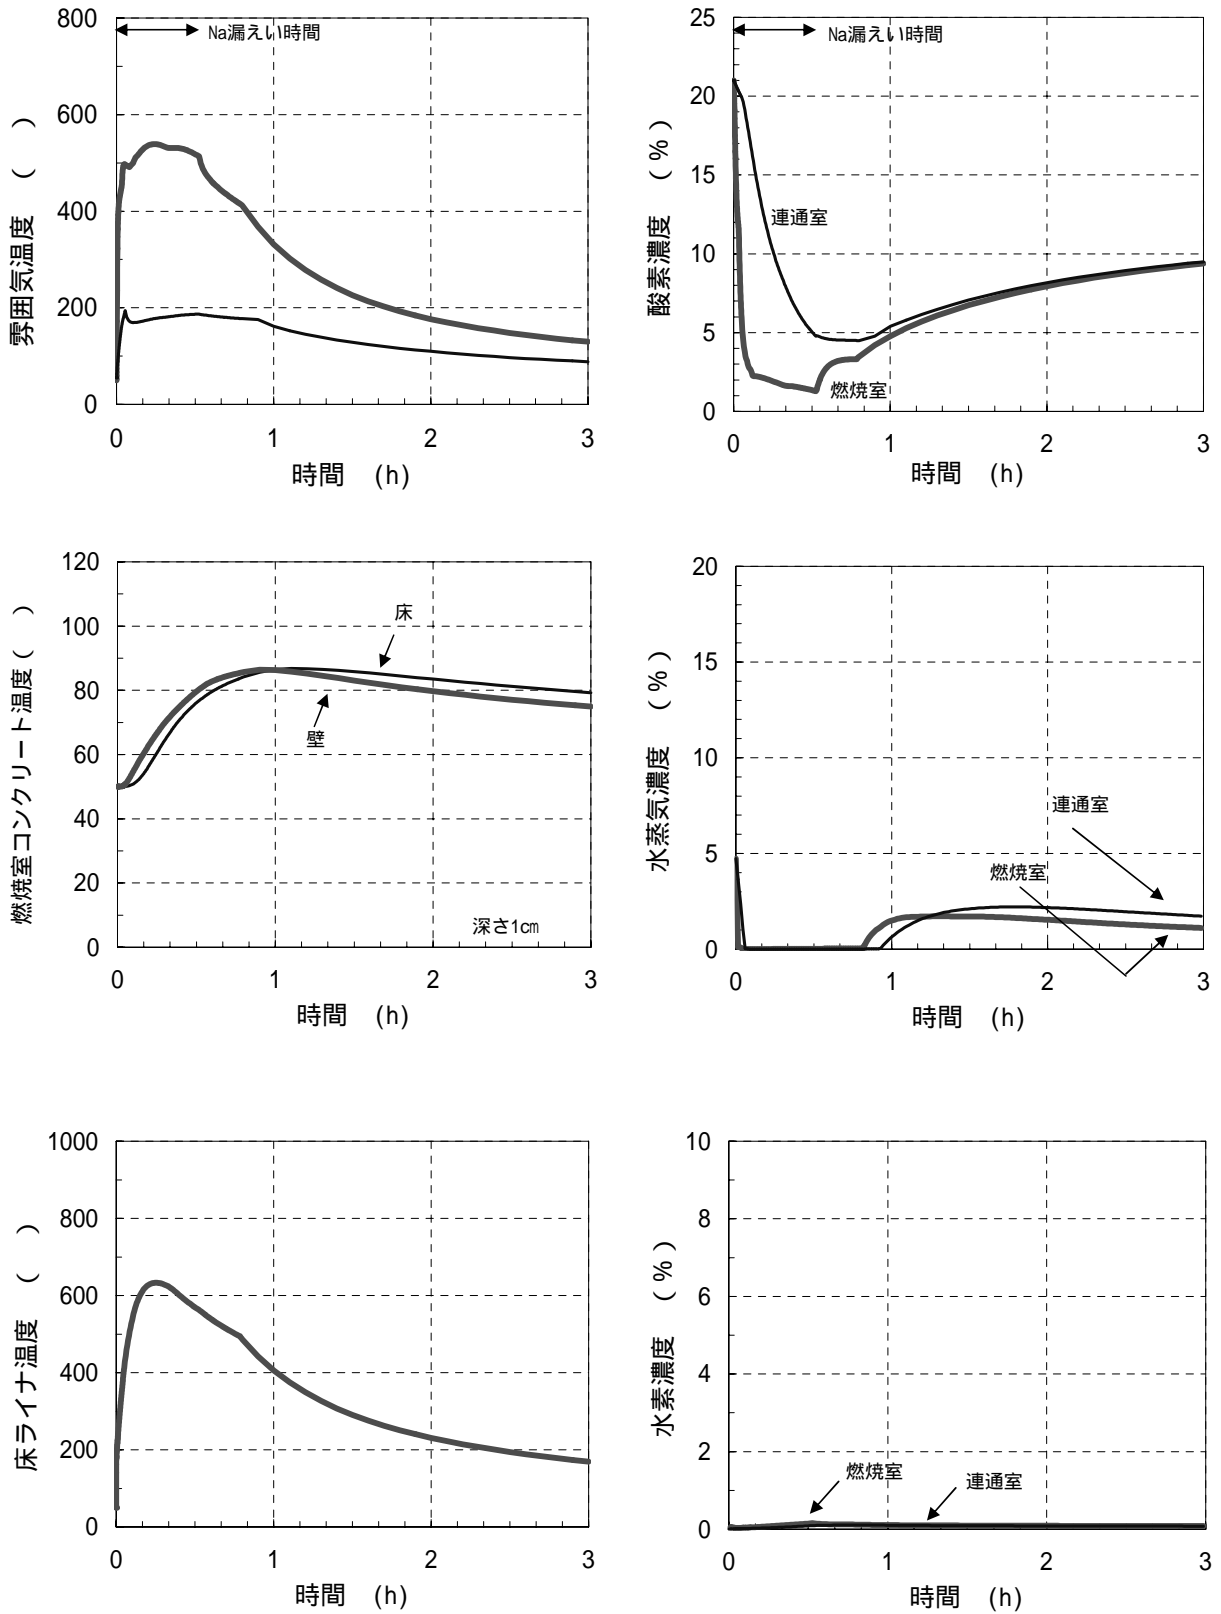 800
600
400
200
0
雰囲気温度 ( )
Na漏えい時間
0 1 2 3
時間 (h)
25
20
15
10
5
0
酸素濃度 (%)
Na漏えい時間
連通室
燃焼室
0 1 2 3
時間 (h)
120
100
80
60
40
20
0
燃焼室コンクリート温度( )
床
壁
深さ1cm
0 1 2 3
時間 (h)
20
15
10
5
0
水蒸気濃度 (%)
連通室
燃焼室
0 1 2 3
時間 (h)
1000
800
600
400
200
0
床ライナ温度 ( )
0 1 2 3
時間 (h)
10
8
6
4
2
0
水素濃度 (%)
燃焼室
連通室
0 1 2 3
時間 (h)